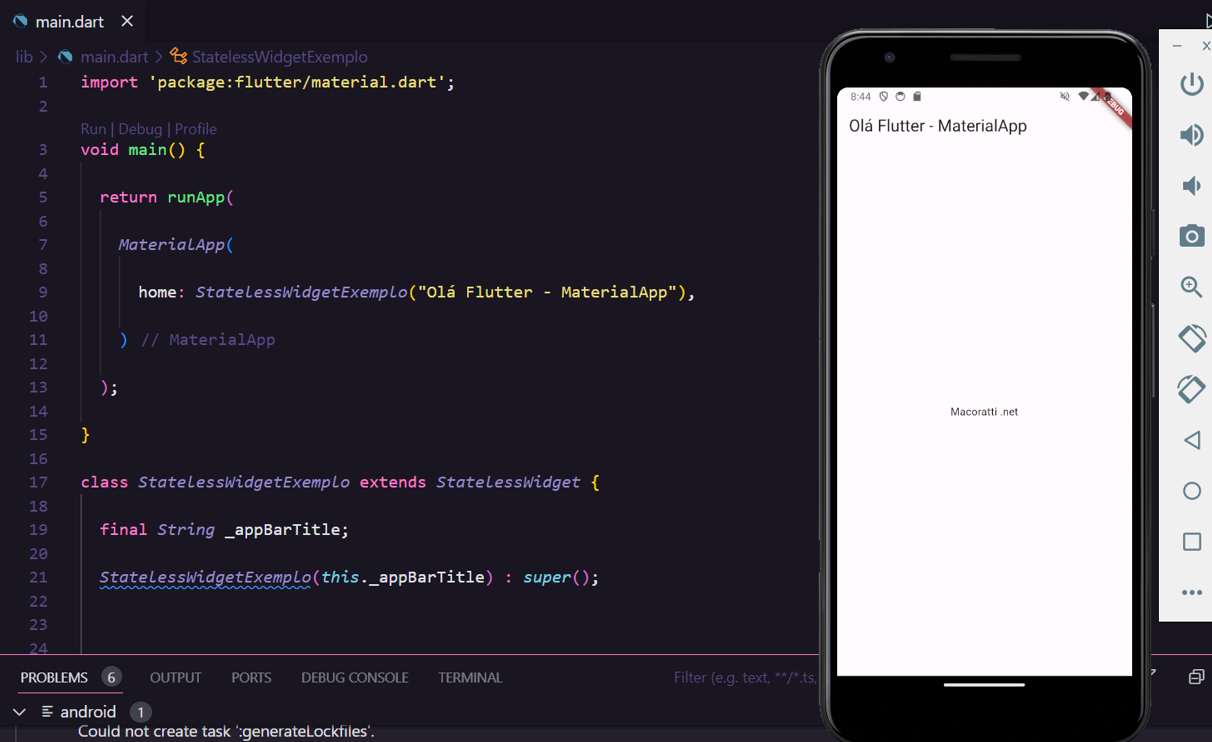 main.dart
lib > main.dart > StatelessWidgetExemplo
1 import 'package:flutter/material.dart';
2
Run | Debug | Profile
3 void main() {
4
5 return runApp(
6
7 MaterialApp(
8
9 home: StatelessWidgetExemplo("Olá Flutter - MaterialApp"),
10
11 ) // MaterialApp
12
13 );
14
15 }
16
17 class StatelessWidgetExemplo extends StatelessWidget {
18
19 final String _appBarTitle;
20
21 StatelessWidgetExemplo(this._appBarTitle) : super();
22
23
24
PROBLEMS 6 OUTPUT PORTS DEBUG CONSOLE TERMINAL Filter (e.g. text, **/*.ts,
android 1
Could not create task ':generateLockfiles'.
8:44
DEBUG
Olá Flutter - MaterialApp
Macoratti .net